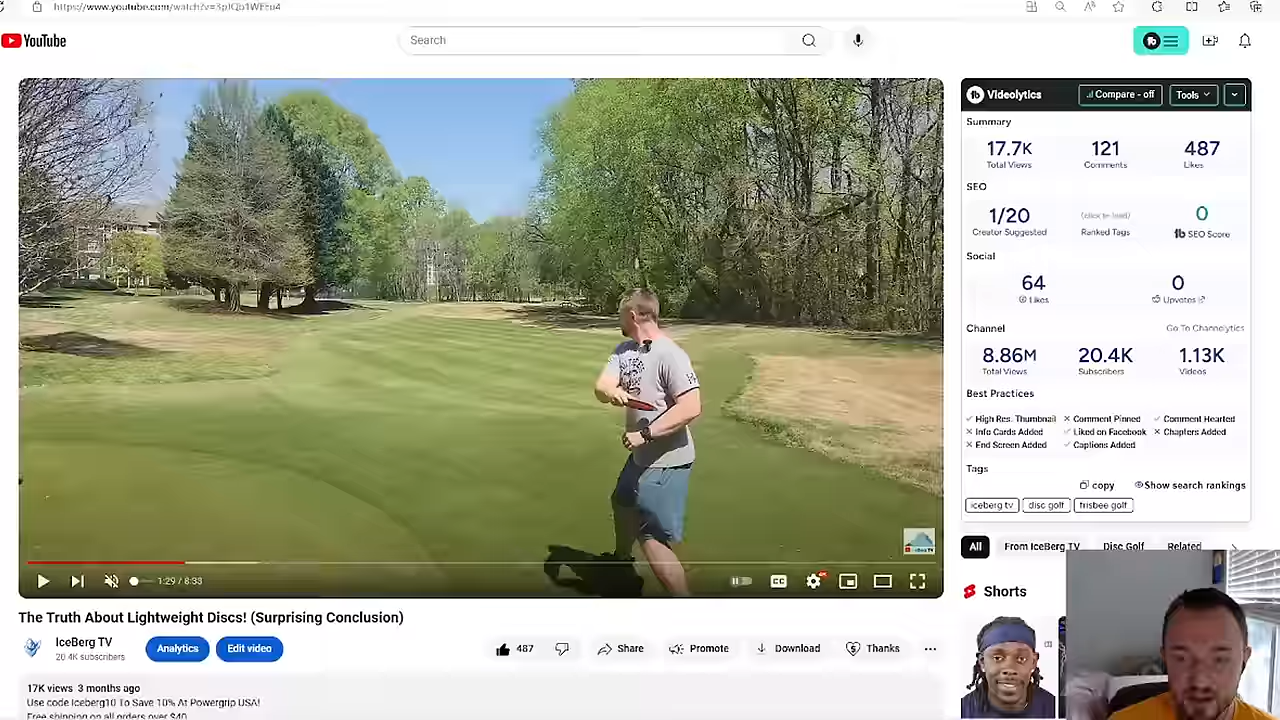 YouTube
Search
Videolytics
Compare - off
Tools
Summary
17.7K
121
487
Total Views
Comments
Likes
SEO
1/20
(click to load)
0
Creator Suggested
Ranked Tags
tb SEO Score
Social
64
0
Likes
Upvotes
Channel
Go To Channelytics
8.86M
20.4K
1.13K
Total Views
Subscribers
Videos
Best Practices
High Res. Thumbnail
Comment Pinned
Comment Hearted
Info Cards Added
Liked on Facebook
Chapters Added
End Screen Added
Captions Added
Tags
copy
Show search rankings
iceberg tv
disc golf
frisbee golf
All
From IceBerg TV
Disc Golf
Related
Shorts
1:29 / 8:33
The Truth About Lightweight Discs! (Surprising Conclusion)
IceBerg TV
20.4K subscribers
Analytics
Edit video
487
Share
Promote
Download
Thanks
17K views 3 months ago
Use code Iceberg10 To Save 10% At Powergrip USA!
Free shipping on all orders over $40